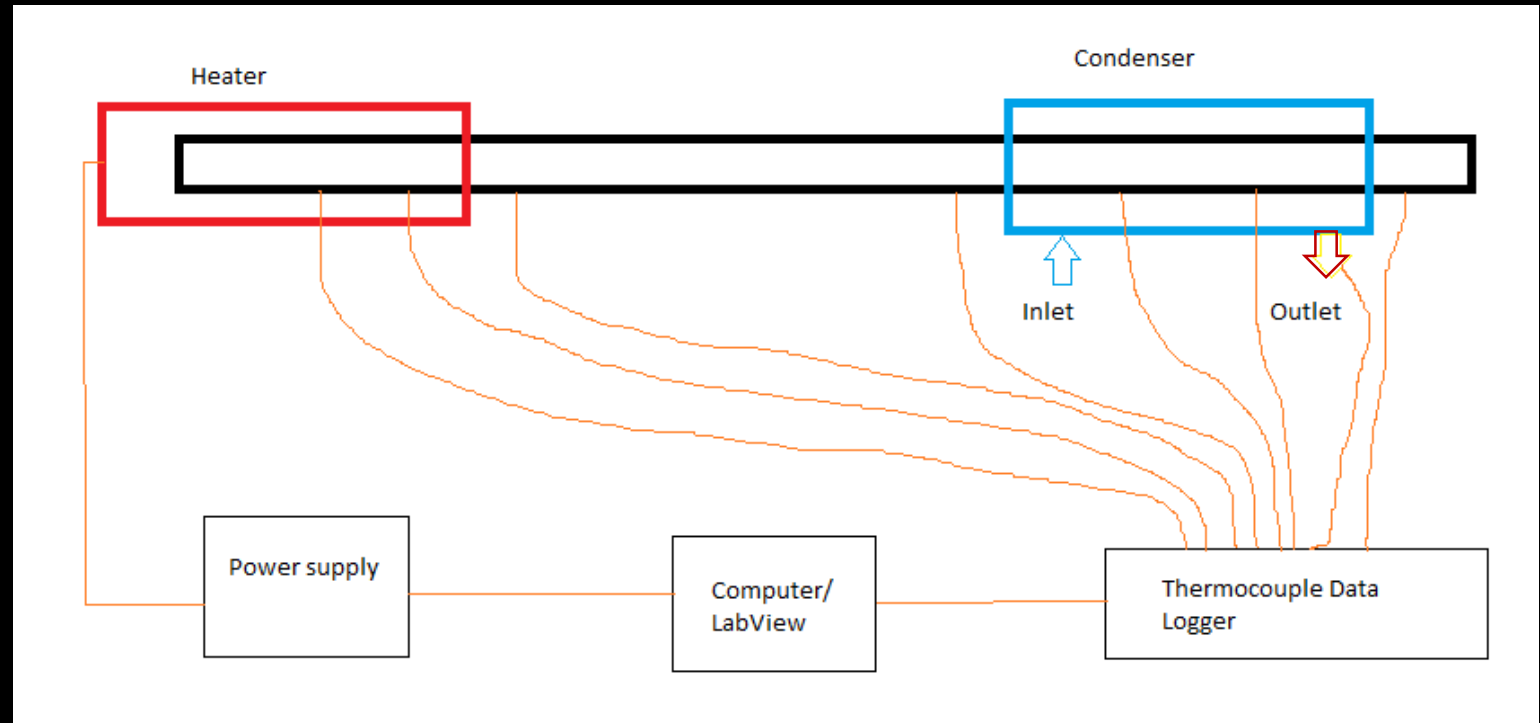 Heater
Condenser
Inlet
Outlet
Power supply
Computer/
LabView
Thermocouple Data
Logger